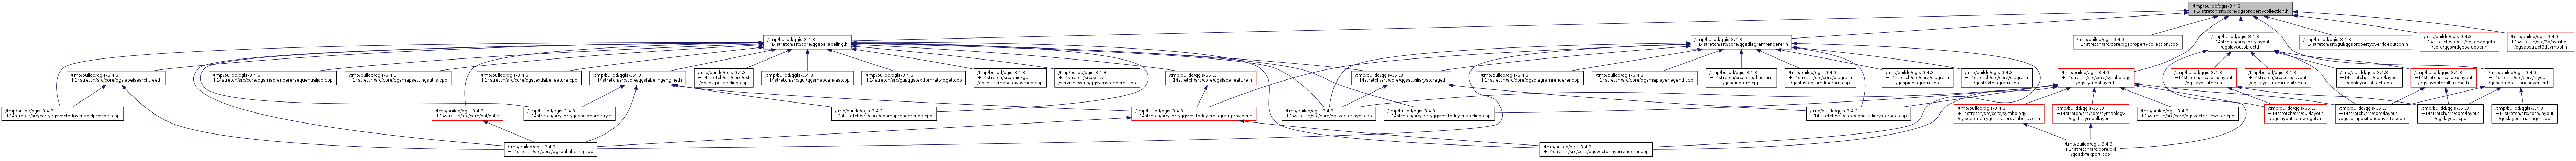 /tmp/buildd/qgis-3.4.3
+14stretch/src/core/qgspropertycollection.h
/tmp/buildd/qgis-3.4.3
+14stretch/src/core/qgspallabeling.h
/tmp/buildd/qgis-3.4.3
+14stretch/src/core/qgsdiagramrenderer.h
/tmp/buildd/qgis-3.4.3
+14stretch/src/core/qgspropertycollection.cpp
/tmp/buildd/qgis-3.4.3
+14stretch/src/core/layout
/qgslayoutobject.h
/tmp/buildd/qgis-3.4.3
+14stretch/src/gui/qgspropertyoverridebutton.h
/tmp/buildd/qgis-3.4.3
+14stretch/src/gui/editorwidgets
/core/qgswidgetwrapper.h
/tmp/buildd/qgis-3.4.3
+14stretch/src/3d/symbols
/qgsabstract3dsymbol.h
/tmp/buildd/qgis-3.4.3
+14stretch/src/core/qgslabelsearchtree.h
/tmp/buildd/qgis-3.4.3
+14stretch/src/core/qgsmaprenderersequentialjob.cpp
/tmp/buildd/qgis-3.4.3
+14stretch/src/core/qgsmapsettingsutils.cpp
/tmp/buildd/qgis-3.4.3
+14stretch/src/core/qgstextlabelfeature.cpp
/tmp/buildd/qgis-3.4.3
+14stretch/src/core/qgslabelingengine.h
/tmp/buildd/qgis-3.4.3
+14stretch/src/core/dxf
/qgsdxfpallabeling.cpp
/tmp/buildd/qgis-3.4.3
+14stretch/src/gui/qgsmapcanvas.cpp
/tmp/buildd/qgis-3.4.3
+14stretch/src/gui/qgstextformatwidget.cpp
/tmp/buildd/qgis-3.4.3
+14stretch/src/quickgui
/qgsquickmapcanvasmap.cpp
/tmp/buildd/qgis-3.4.3
+14stretch/src/server
/services/wms/qgswmsrenderer.cpp
/tmp/buildd/qgis-3.4.3
+14stretch/src/core/qgslabelfeature.h
/tmp/buildd/qgis-3.4.3
+14stretch/src/core/qgsauxiliarystorage.h
/tmp/buildd/qgis-3.4.3
+14stretch/src/core/qgsdiagramrenderer.cpp
/tmp/buildd/qgis-3.4.3
+14stretch/src/core/qgsmaplayerlegend.cpp
/tmp/buildd/qgis-3.4.3
+14stretch/src/core/diagram
/qgsdiagram.cpp
/tmp/buildd/qgis-3.4.3
+14stretch/src/core/diagram
/qgshistogramdiagram.cpp
/tmp/buildd/qgis-3.4.3
+14stretch/src/core/diagram
/qgspiediagram.cpp
/tmp/buildd/qgis-3.4.3
+14stretch/src/core/diagram
/qgstextdiagram.cpp
/tmp/buildd/qgis-3.4.3
+14stretch/src/core/symbology
/qgssymbollayer.h
/tmp/buildd/qgis-3.4.3
+14stretch/src/core/layout
/qgslayoutitem.h
/tmp/buildd/qgis-3.4.3
+14stretch/src/core/layout
/qgslayoutitemmapitem.h
/tmp/buildd/qgis-3.4.3
+14stretch/src/core/layout
/qgslayoutobject.cpp
/tmp/buildd/qgis-3.4.3
+14stretch/src/core/layout
/qgslayoutmultiframe.h
/tmp/buildd/qgis-3.4.3
+14stretch/src/core/layout
/qgscompositionconverter.h
/tmp/buildd/qgis-3.4.3
+14stretch/src/core/qgsvectorlayerlabelprovider.cpp
/tmp/buildd/qgis-3.4.3
+14stretch/src/core/pal/pal.h
/tmp/buildd/qgis-3.4.3
+14stretch/src/core/qgspalgeometry.h
/tmp/buildd/qgis-3.4.3
+14stretch/src/core/qgsmaprendererjob.cpp
/tmp/buildd/qgis-3.4.3
+14stretch/src/core/qgsvectorlayerdiagramprovider.h
/tmp/buildd/qgis-3.4.3
+14stretch/src/core/qgsvectorlayer.cpp
/tmp/buildd/qgis-3.4.3
+14stretch/src/core/qgsvectorlayerlabeling.cpp
/tmp/buildd/qgis-3.4.3
+14stretch/src/core/qgsauxiliarystorage.cpp
/tmp/buildd/qgis-3.4.3
+14stretch/src/core/symbology
/qgsgeometrygeneratorsymbollayer.h
/tmp/buildd/qgis-3.4.3
+14stretch/src/core/symbology
/qgsfillsymbollayer.h
/tmp/buildd/qgis-3.4.3
+14stretch/src/core/qgsvectorfilewriter.cpp
/tmp/buildd/qgis-3.4.3
+14stretch/src/gui/layout
/qgslayoutitemwidget.h
/tmp/buildd/qgis-3.4.3
+14stretch/src/core/layout
/qgscompositionconverter.cpp
/tmp/buildd/qgis-3.4.3
+14stretch/src/core/layout
/qgslayout.cpp
/tmp/buildd/qgis-3.4.3
+14stretch/src/core/layout
/qgslayoutmanager.cpp
/tmp/buildd/qgis-3.4.3
+14stretch/src/core/qgspallabeling.cpp
/tmp/buildd/qgis-3.4.3
+14stretch/src/core/qgsvectorlayerrenderer.cpp
/tmp/buildd/qgis-3.4.3
+14stretch/src/core/dxf
/qgsdxfexport.cpp